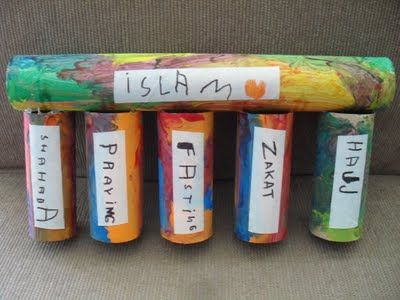 iSLAm
SHAHADA
PRAYiNG
FAStiNG
ZAKAT
HAJJ